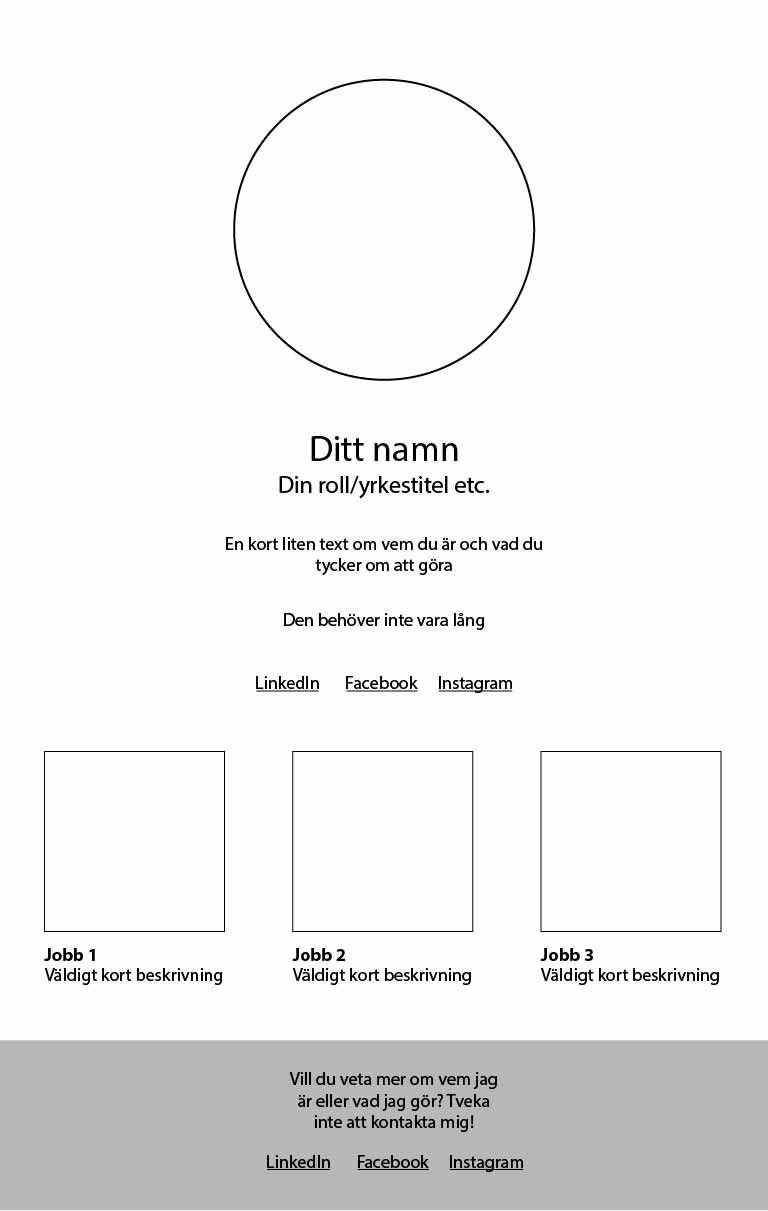 Ditt namn
Din roll/yrkestitel etc.
En kort liten text om vem du är och vad du
tycker om att göra
Den behöver inte vara lång
LinkedIn Facebook Instagram
Jobb 1
Väldigt kort beskrivning
Jobb 2
Väldigt kort beskrivning
Jobb 3
Väldigt kort beskrivning
Vill du veta mer om vem jag
är eller vad jag gör? Tveka
inte att kontakta mig!
LinkedIn Facebook Instagram